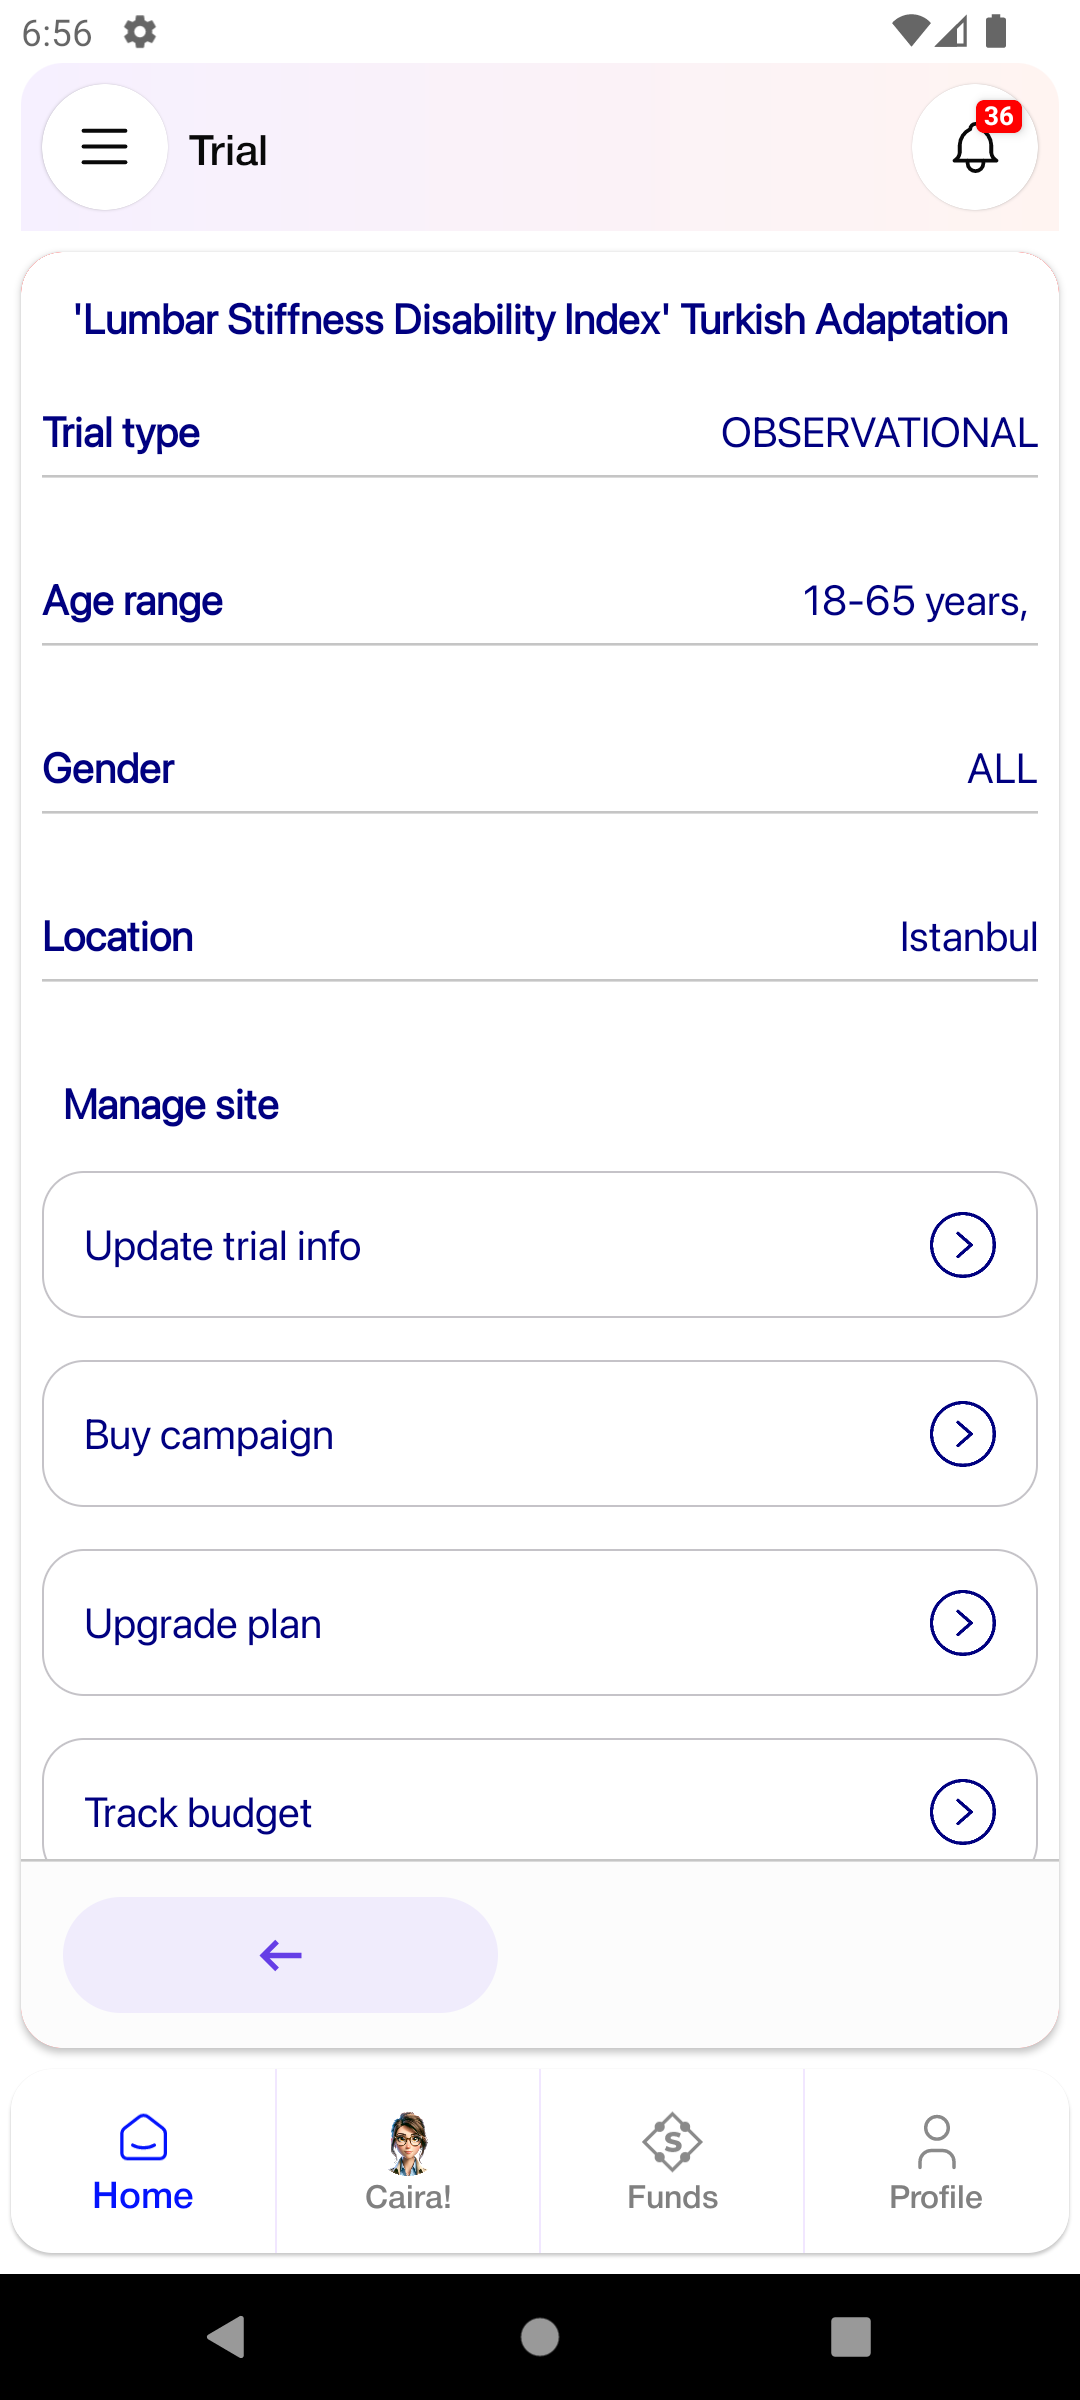 6:56
Trial
36
'Lumbar Stiffness Disability Index' Turkish Adaptation
Trial type OBSERVATIONAL
Age range 18-65 years,
Gender ALL
Location Istanbul
Manage site
Update trial info
Buy campaign
Upgrade plan
Track budget
Home Caira! Funds Profile